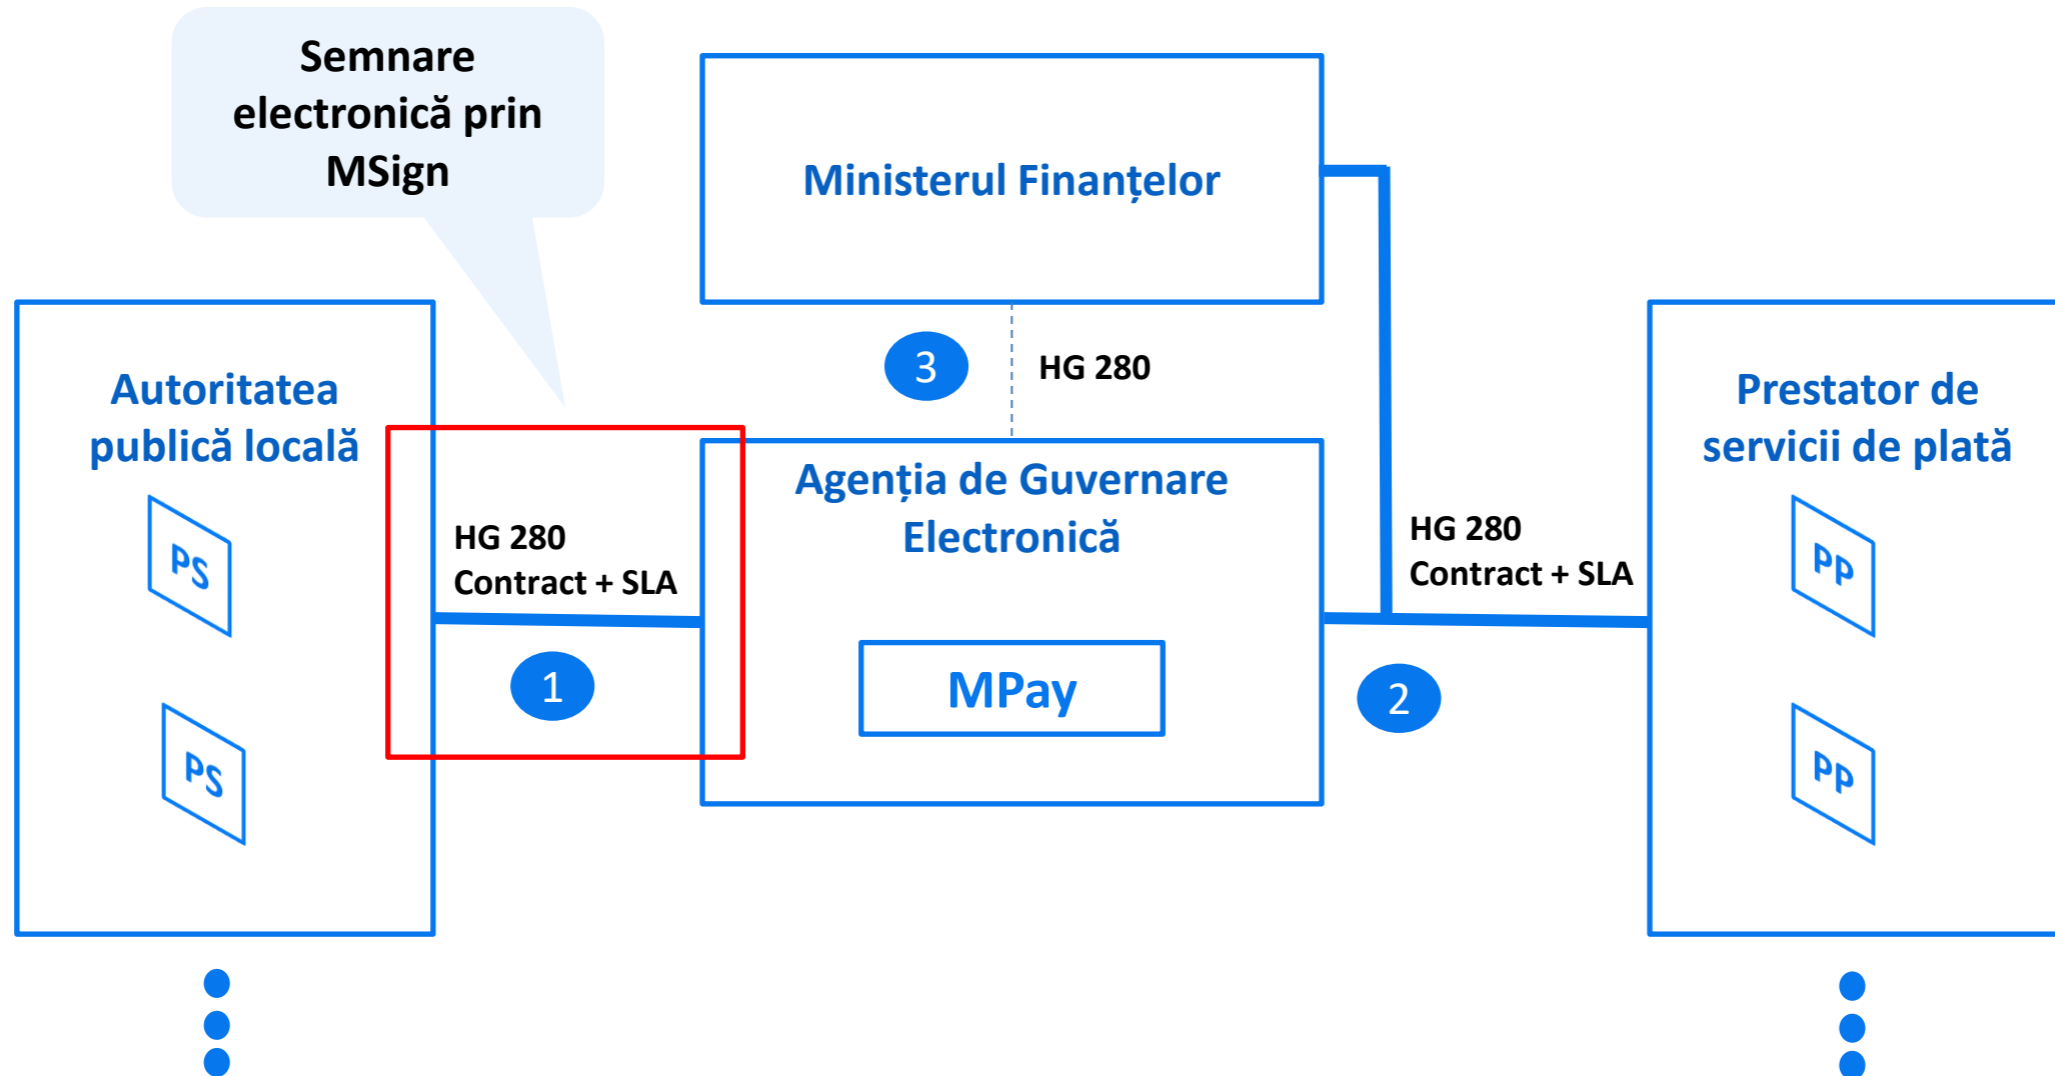 Semnare
electronică prin
MSign
Ministerul Finanțelor
3
HG 280
Autoritatea
publică locală
PS
PS
HG 280
Contract + SLA
1
Agenția de Guvernare
Electronică
MPay
HG 280
Contract + SLA
2
Prestator de
servicii de plată
PP
PP